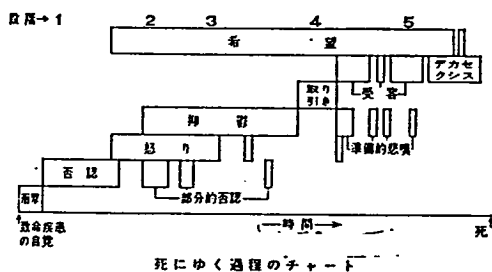 段階→1 2 3 4 5
希望
デカセ
クシス
取り
引き
受容
抑鬱
準備的悲嘆
怒り
否認
部分的否認
衝撃
←時間→
致命疾患
の自覚
死
死にゆく過程のチャート